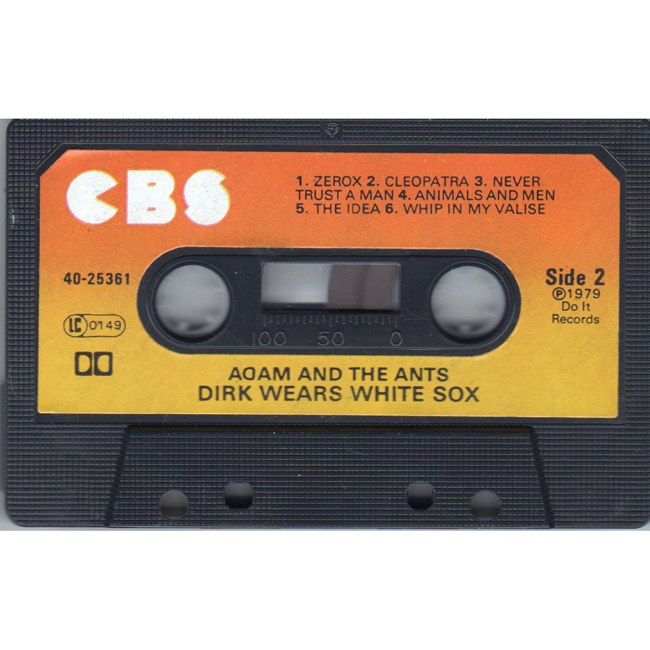 CBS
1. ZEROX 2. CLEOPATRA 3. NEVER
TRUST A MAN 4. ANIMALS AND MEN
5. THE IDEA 6. WHIP IN MY VALISE
40-25361
Side 2
℗1979
Do It
Records
LC 0149
100 50 0
ADAM AND THE ANTS
DIRK WEARS WHITE SOX